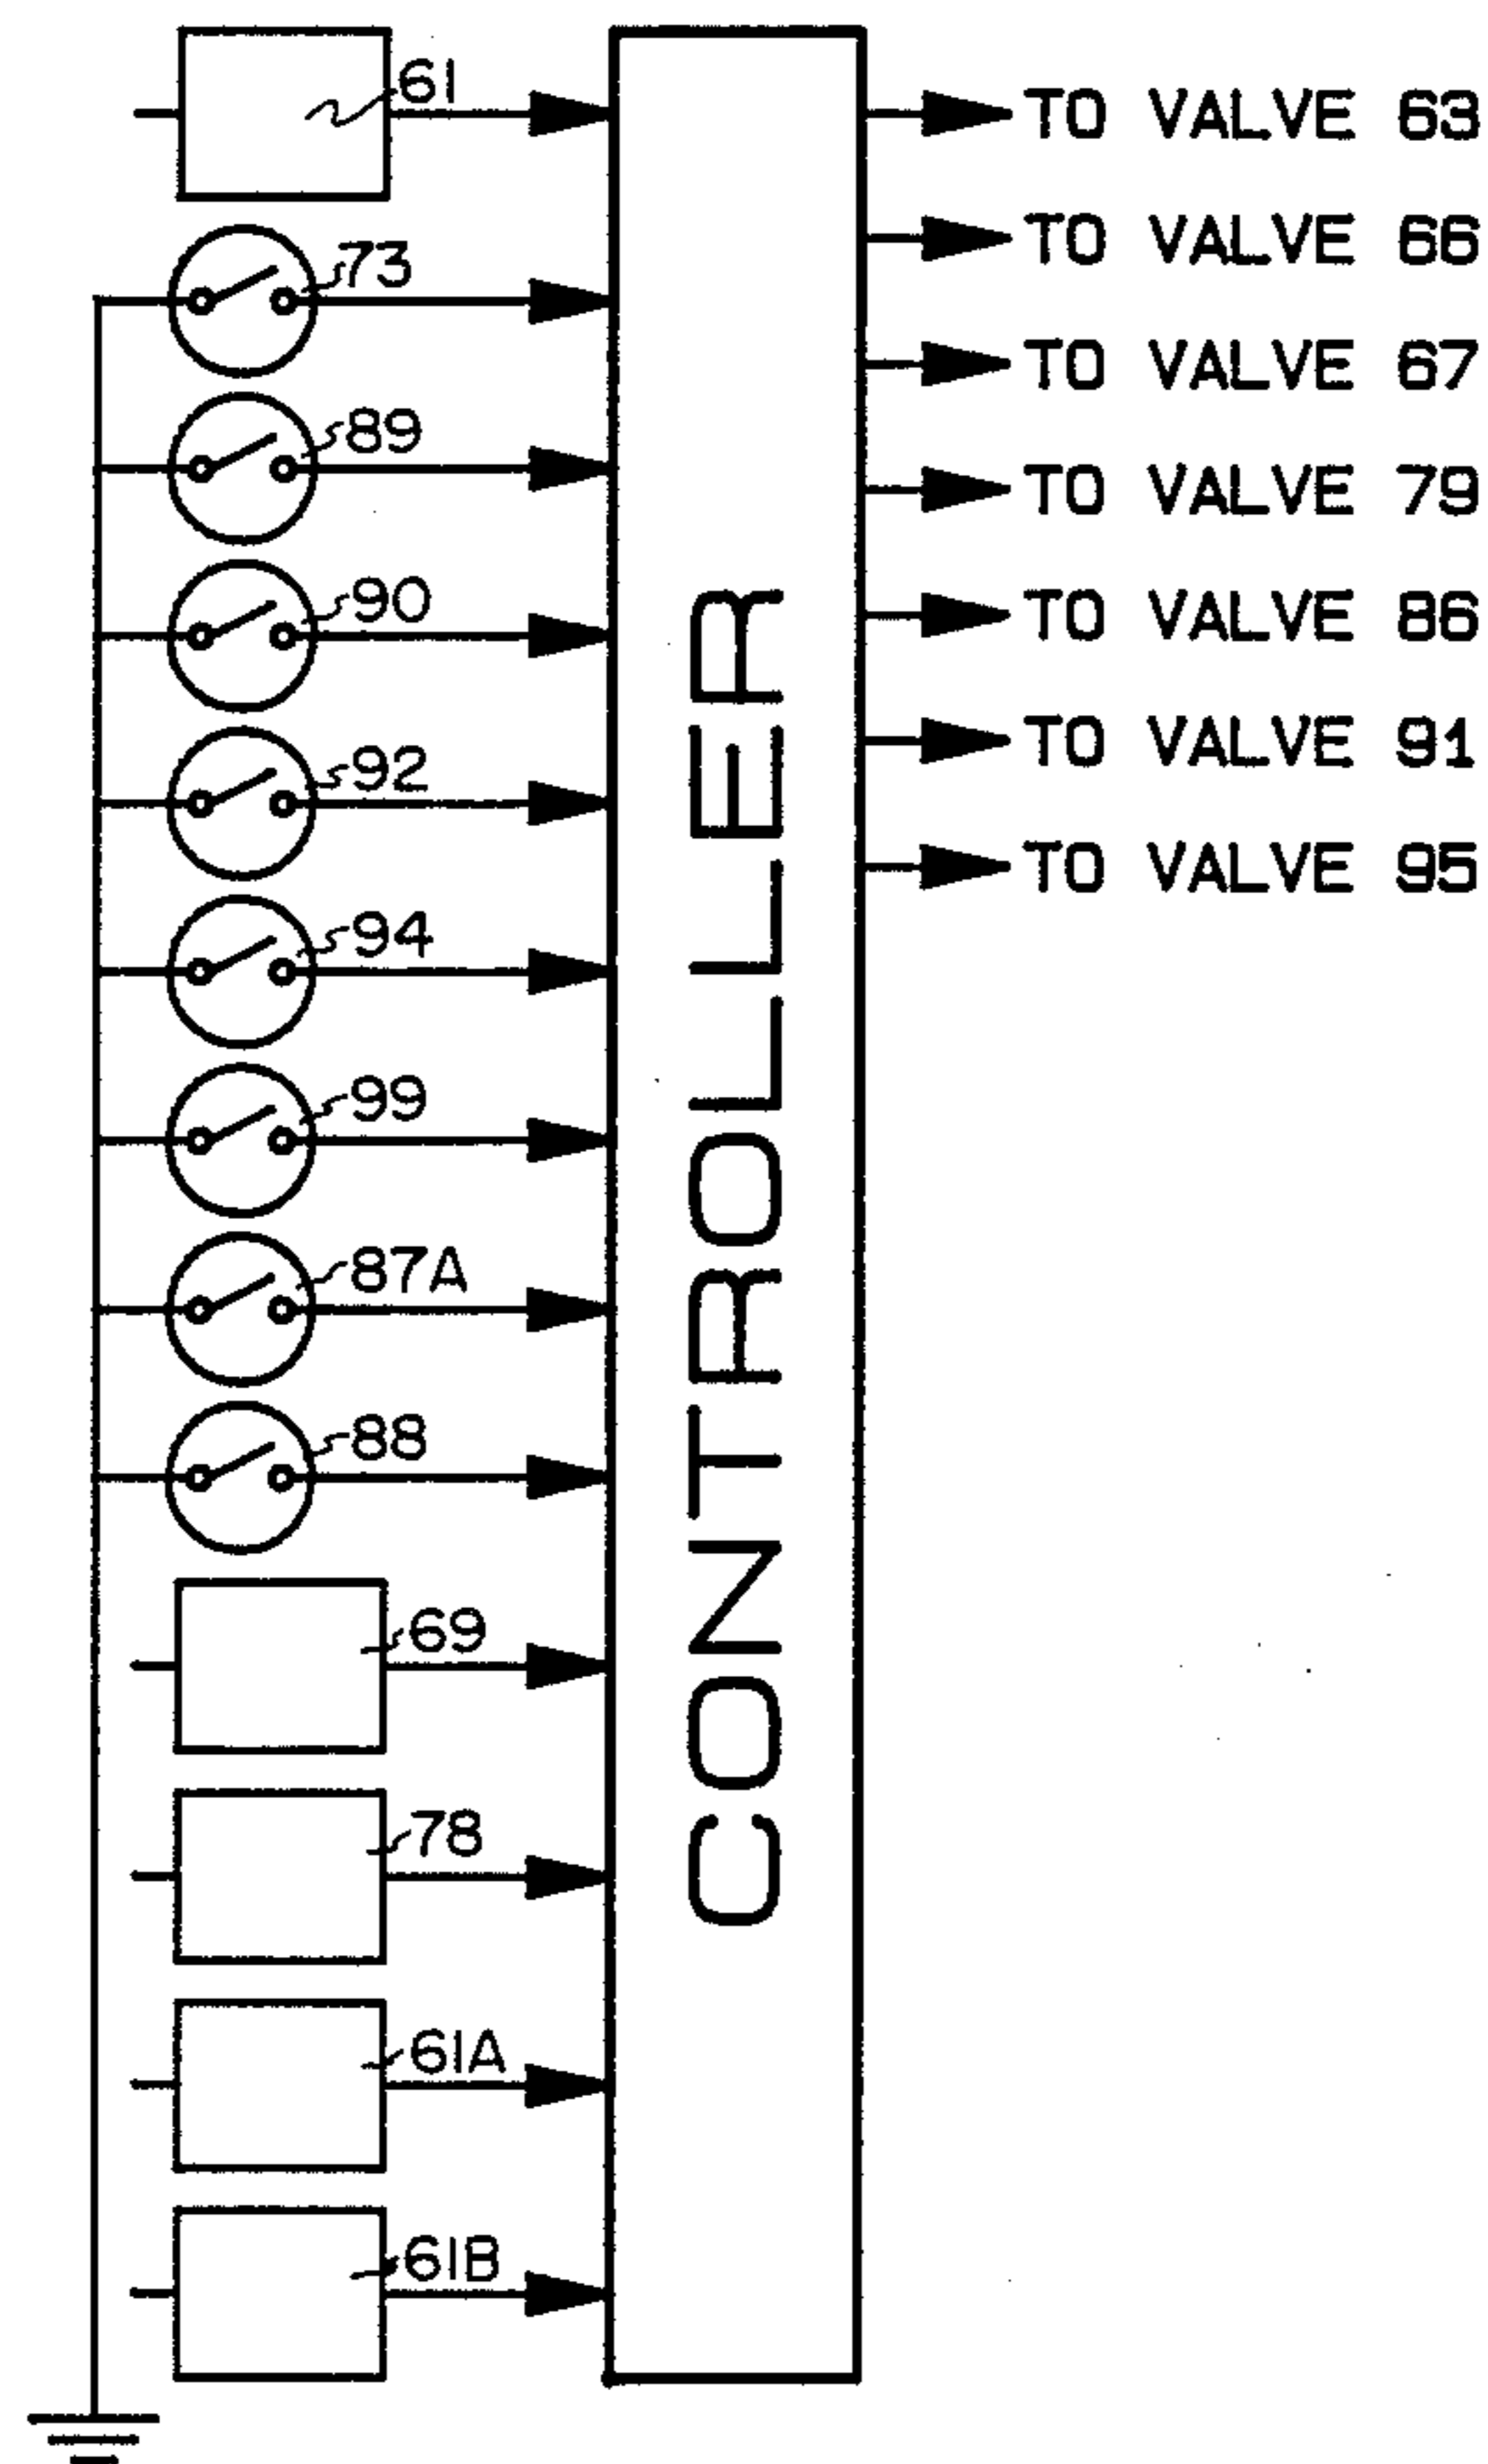 61
TO VALVE 63
TO VALVE 66
73
TO VALVE 67
89
TO VALVE 79
90
TO VALVE 86
92
TO VALVE 91
94
TO VALVE 95
99
87A
88
69
78
61A
61B
CONTROLLER